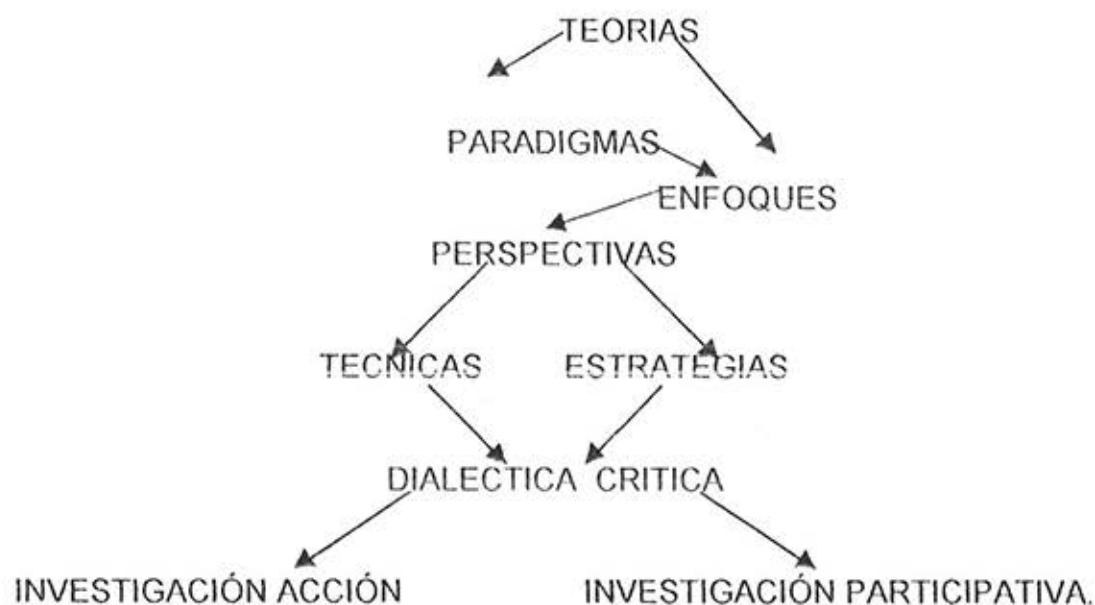 TEORIAS
PARADIGMAS
ENFOQUES
PERSPECTIVAS
TECNICAS ESTRATEGIAS
DIALECTICA CRITICA
INVESTIGACIÓN ACCIÓN INVESTIGACIÓN PARTICIPATIVA.